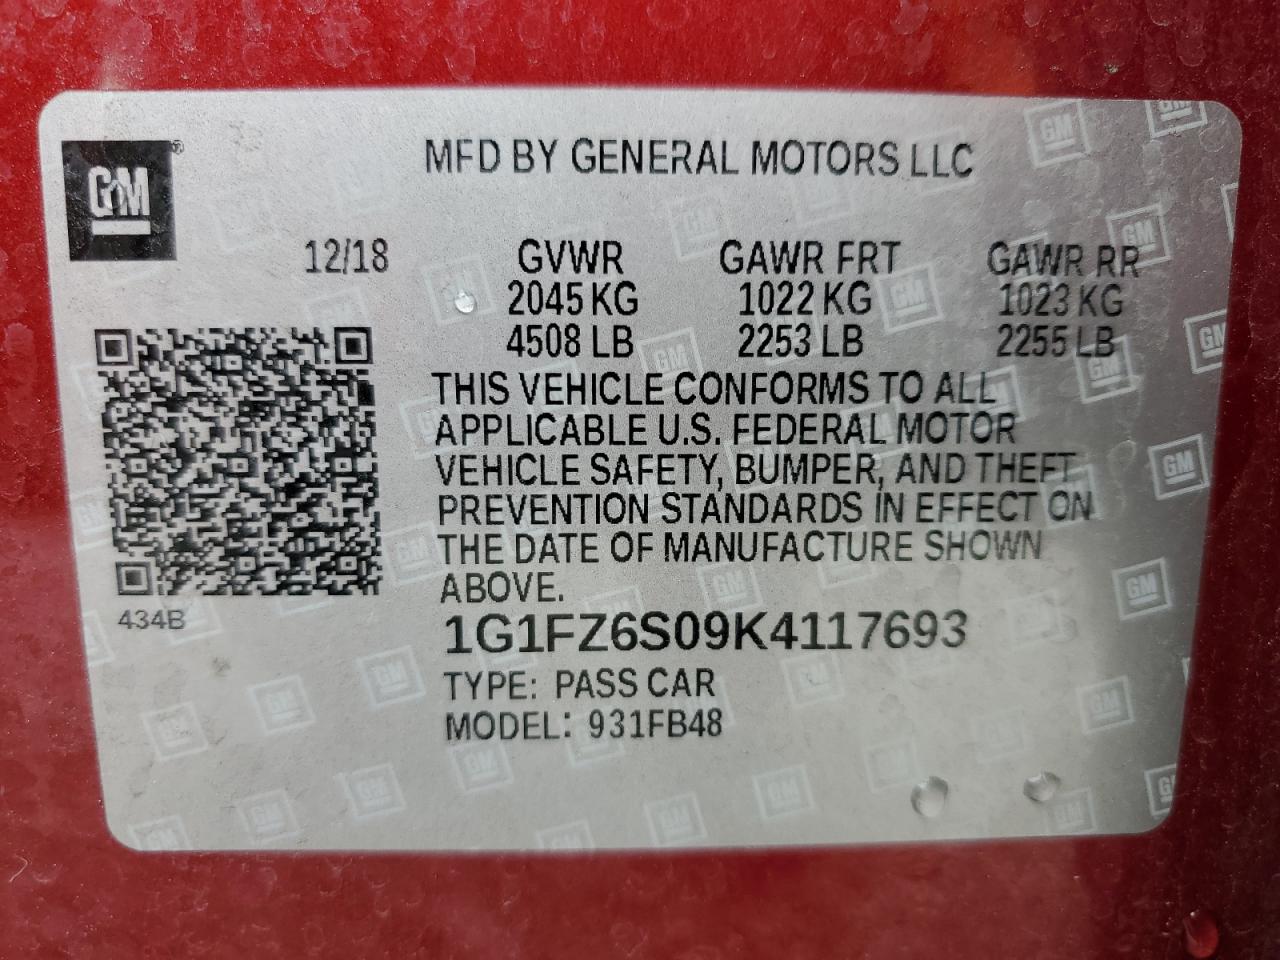 GM®
MFD BY GENERAL MOTORS LLC
12/18 GVWR GAWR FRT GAWR RR
2045 KG 1022 KG 1023 KG
4508 LB 2253 LB 2255 LB
THIS VEHICLE CONFORMS TO ALL
APPLICABLE U.S. FEDERAL MOTOR
VEHICLE SAFETY, BUMPER, AND THEFT
PREVENTION STANDARDS IN EFFECT ON
THE DATE OF MANUFACTURE SHOWN
ABOVE.
434B
1G1FZ6S09K4117693
TYPE: PASS CAR
MODEL: 931FB48